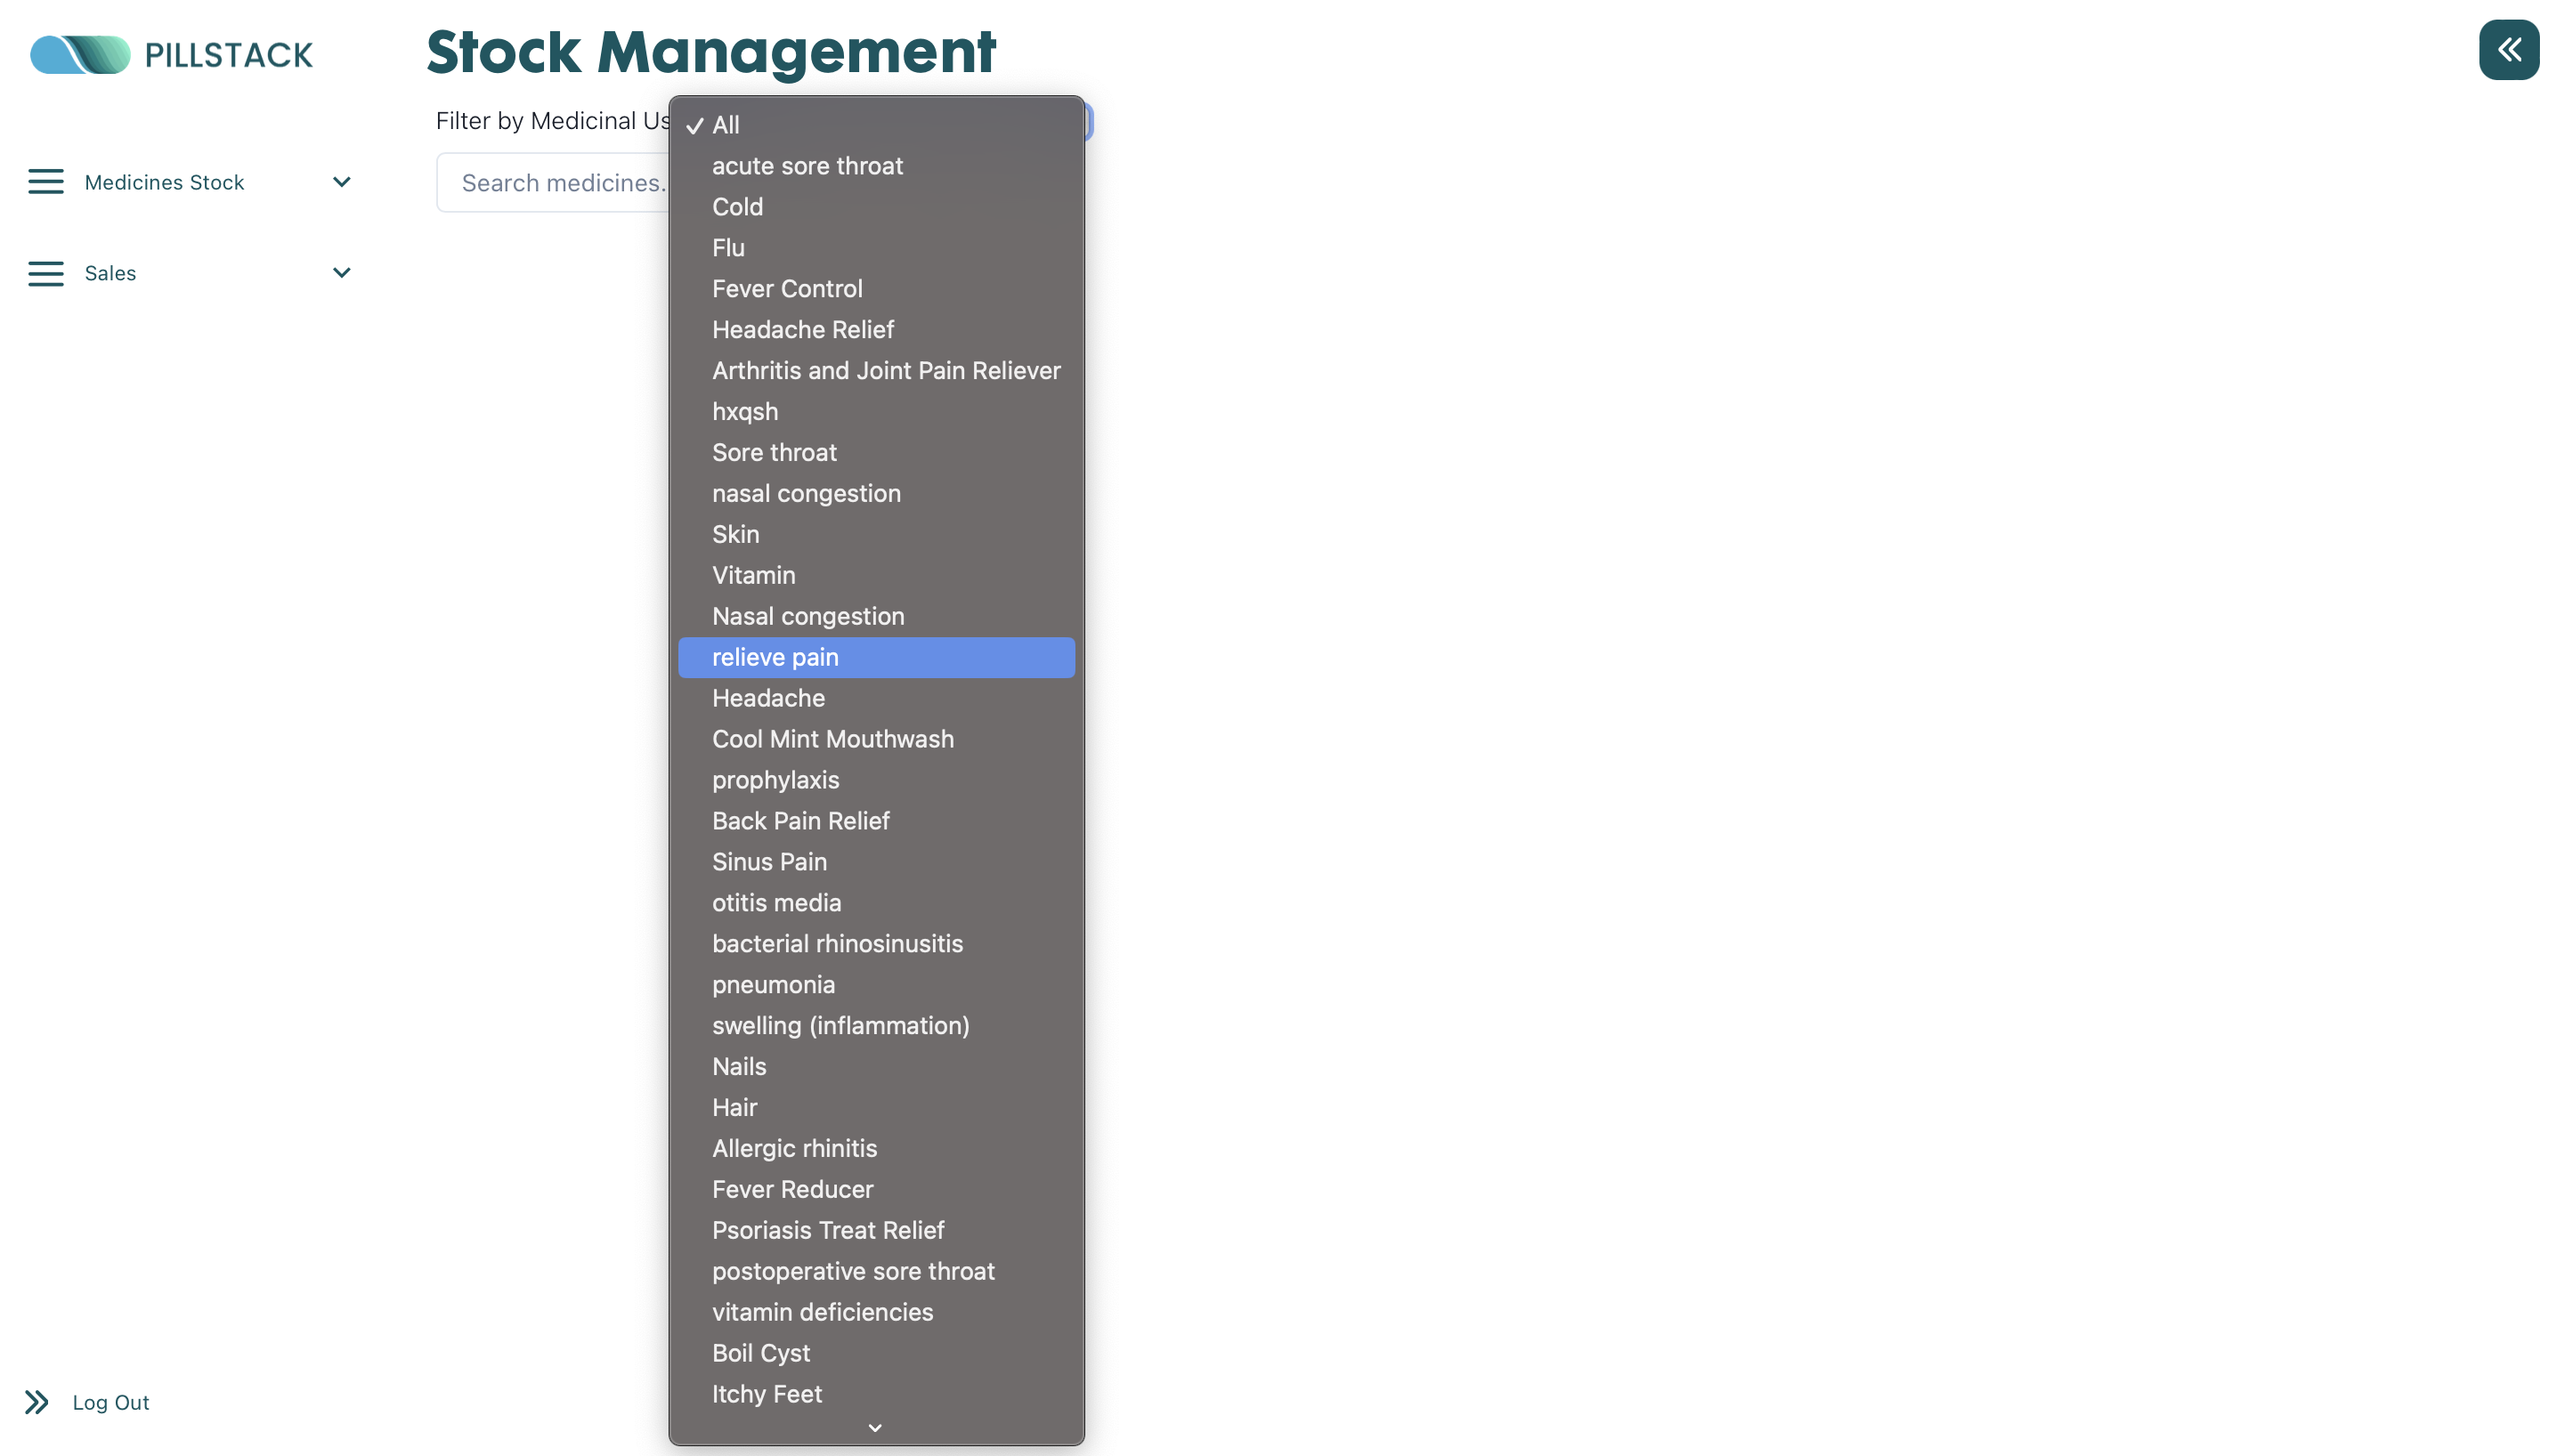 PILLSTACK
Stock Management
Filter by Medicinal Us
Search medicines.
Medicines Stock
Sales
All
acute sore throat
Cold
Flu
Fever Control
Headache Relief
Arthritis and Joint Pain Reliever
hxqsh
Sore throat
nasal congestion
Skin
Vitamin
Nasal congestion
relieve pain
Headache
Cool Mint Mouthwash
prophylaxis
Back Pain Relief
Sinus Pain
otitis media
bacterial rhinosinusitis
pneumonia
swelling (inflammation)
Nails
Hair
Allergic rhinitis
Fever Reducer
Psoriasis Treat Relief
postoperative sore throat
vitamin deficiencies
Boil Cyst
Itchy Feet
Log Out